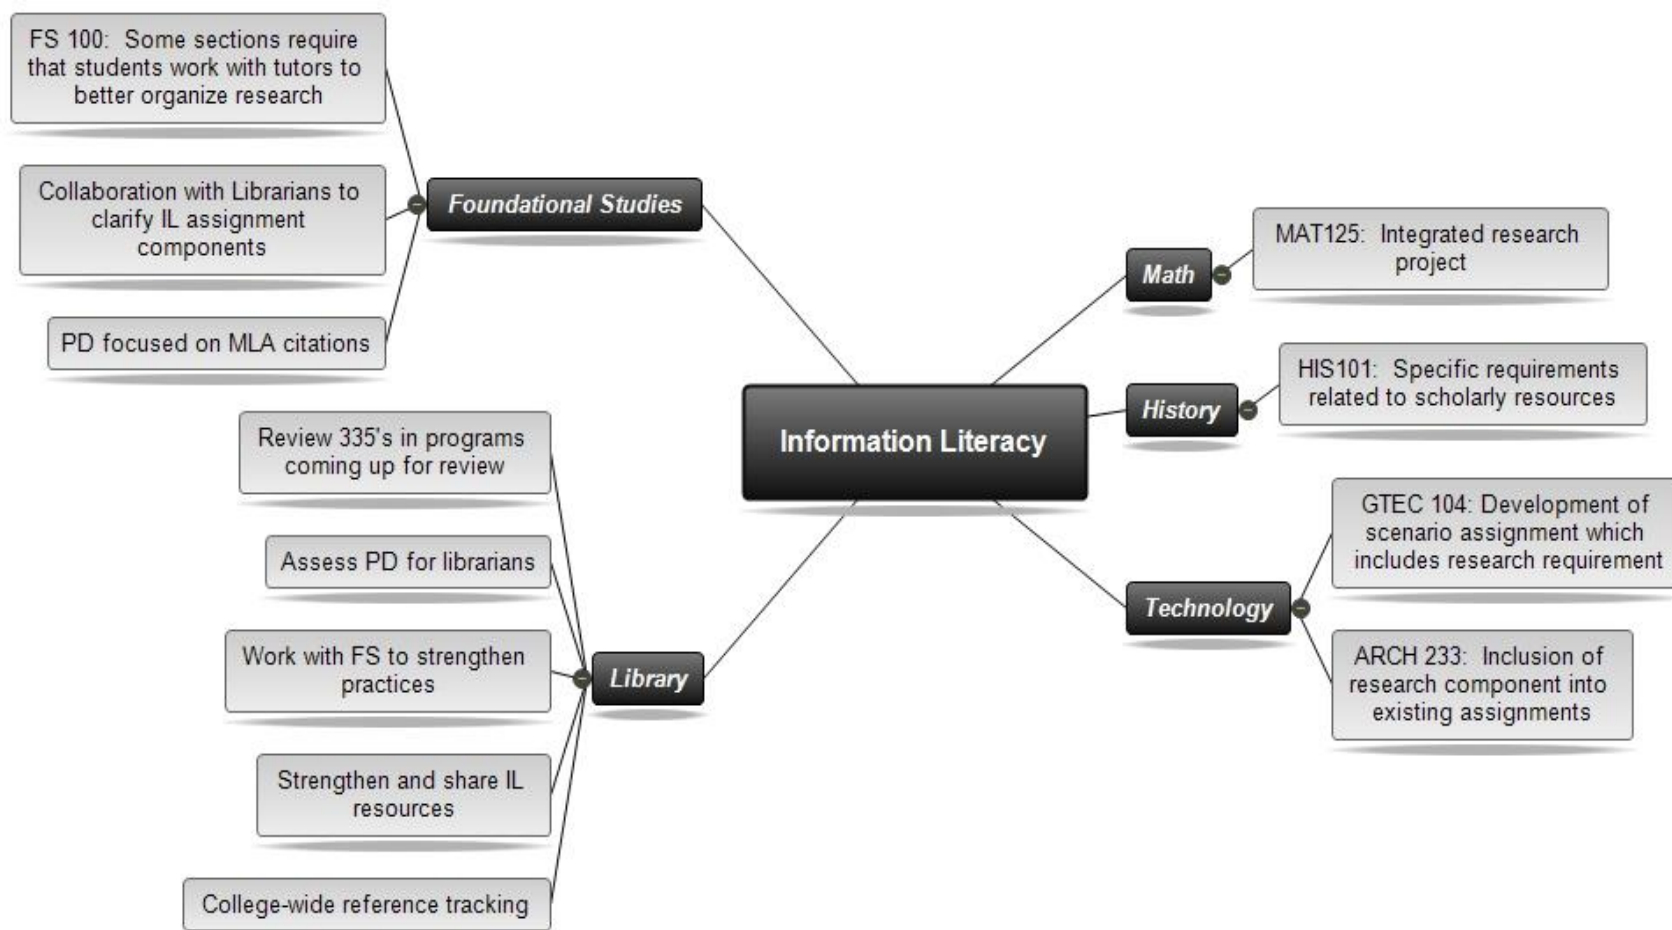 FS 100:  Some sections require
that students work with tutors to
better organize research
Collaboration with Librarians to
clarify IL assignment
components
PD focused on MLA citations
Foundational Studies
Review 335's in programs
coming up for review
Assess PD for librarians
Work with FS to strengthen
practices
Strengthen and share IL
resources
College-wide reference tracking
Library
Information Literacy
Math
MAT125:  Integrated research
project
History
HIS101:  Specific requirements
related to scholarly resources
Technology
GTEC 104: Development of
scenario assignment which
includes research requirement
ARCH 233:  Inclusion of
research component into
existing assignments